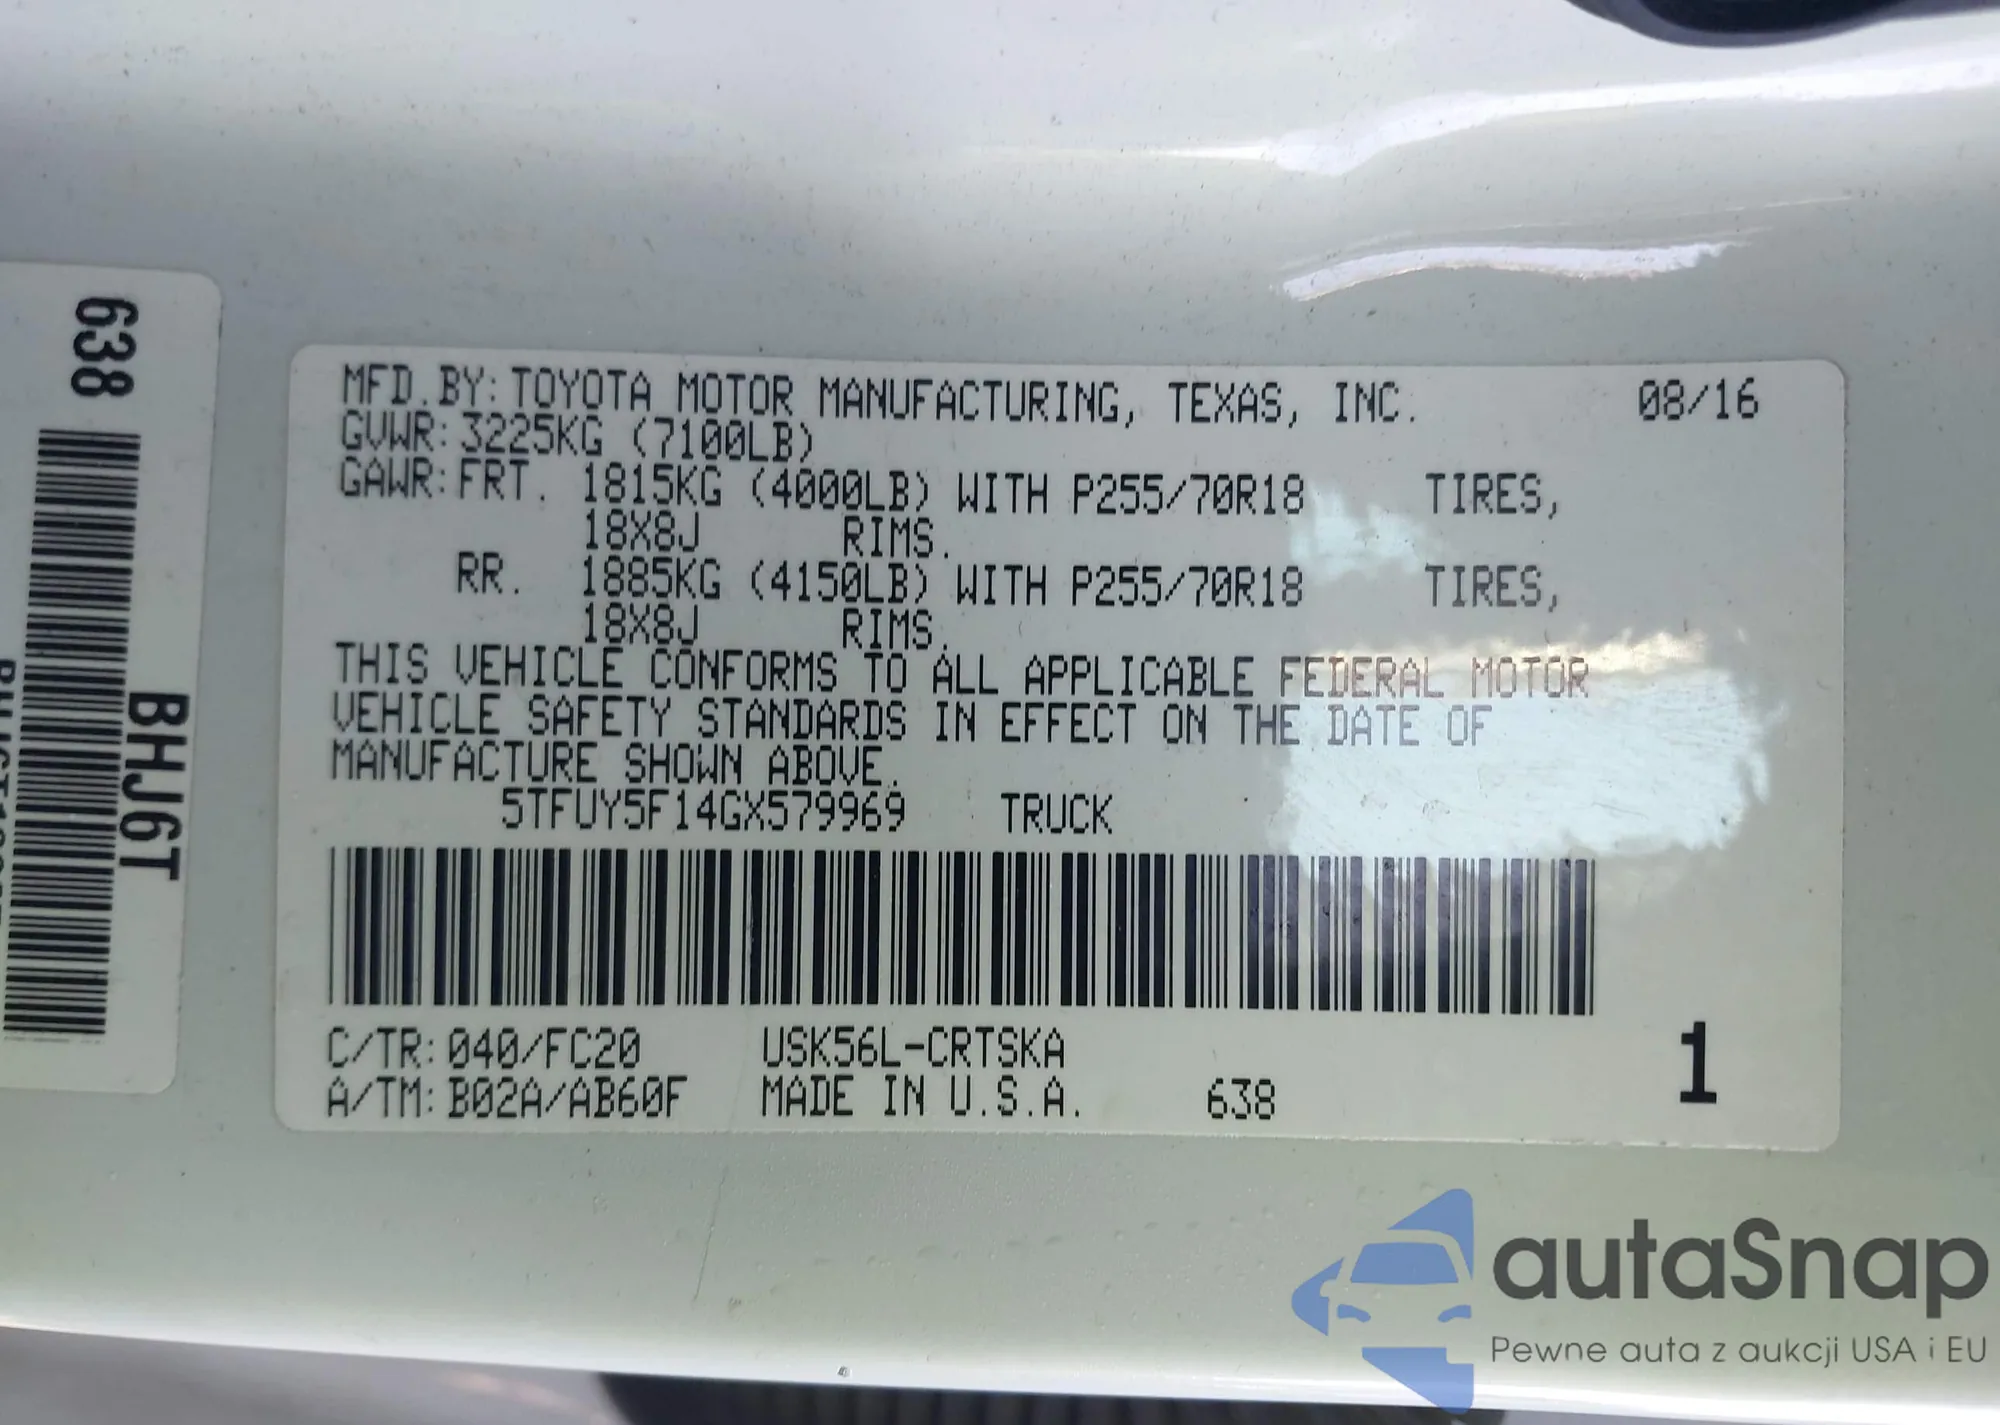 638
BHJ6T
MFD.BY: TOYOTA MOTOR MANUFACTURING, TEXAS, INC. 08/16
GVWR: 3225KG (7100LB)
GAWR: FRT. 1815KG (4000LB) WITH P255/70R18 TIRES,
18X8J RIMS.
RR. 1885KG (4150LB) WITH P255/70R18 TIRES,
18X8J RIMS.
THIS VEHICLE CONFORMS TO ALL APPLICABLE FEDERAL MOTOR
VEHICLE SAFETY STANDARDS IN EFFECT ON THE DATE OF
MANUFACTURE SHOWN ABOVE.
5TFUY5F14GX579969 TRUCK
C/TR: 040/FC20 USK56L-CRTSKA 1
A/TM: B02A/AB60F MADE IN U.S.A. 638
autaSnap
Pewne auta z aukcji USA i EU